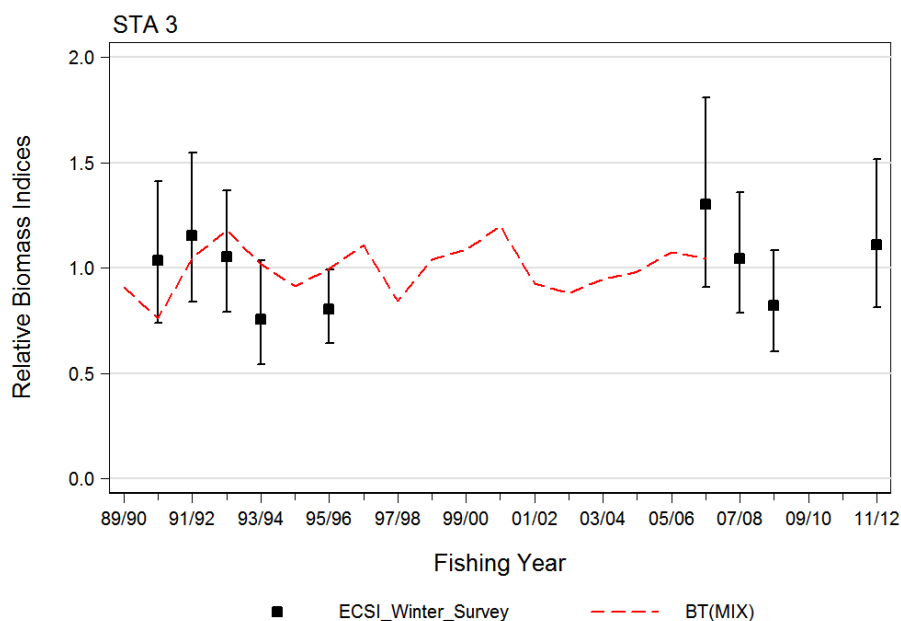 STA 3
2.0
1.5
1.0
0.5
0.0
Relative Biomass Indices
89/90 91/92 93/94 95/96 97/98 99/00 01/02 03/04 05/06 07/08 09/10 11/12
Fishing Year
ECSI_Winter_Survey BT(MIX)